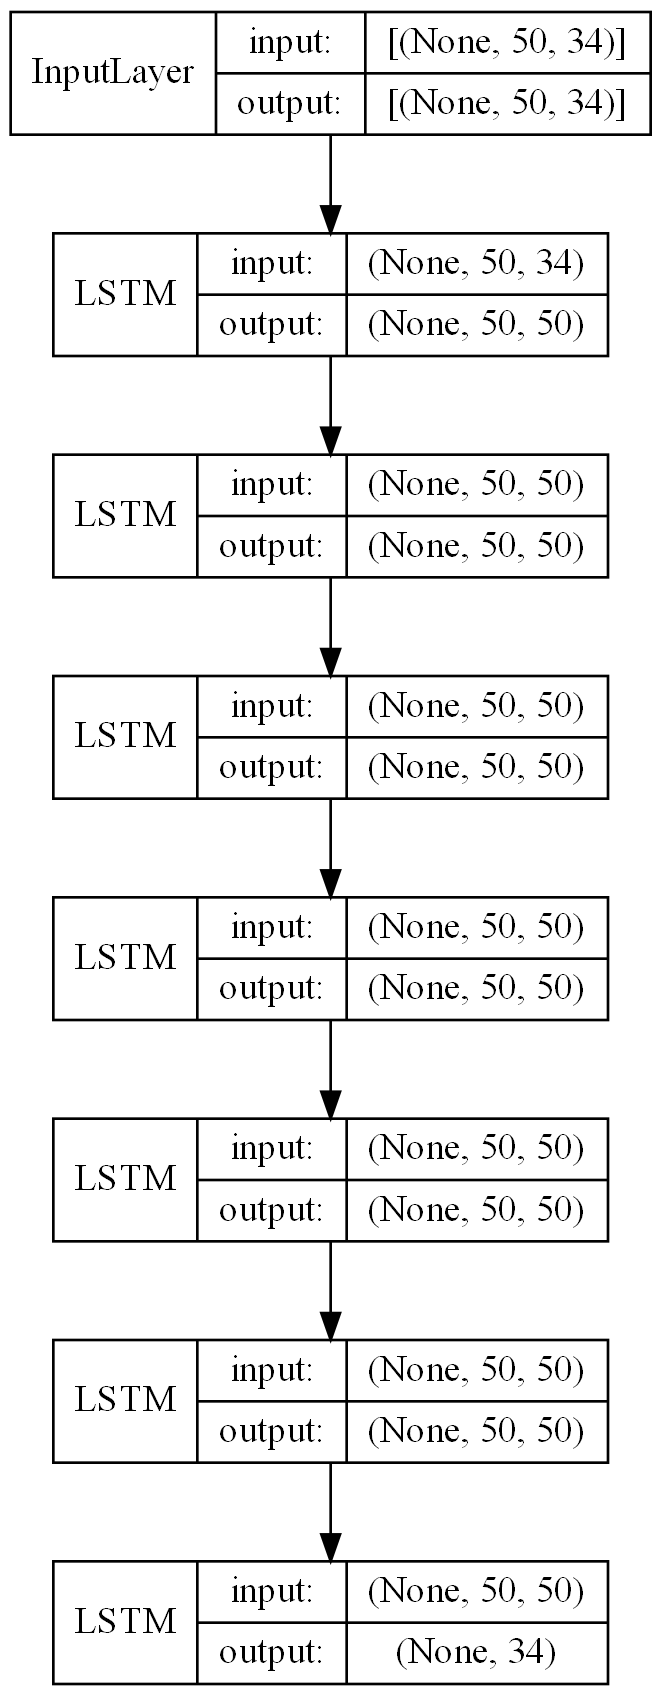 InputLayer
input:
[(None, 50, 34)]
output:
[(None, 50, 34)]
LSTM
input:
(None, 50, 34)
output:
(None, 50, 50)
LSTM
input:
(None, 50, 50)
output:
(None, 50, 50)
LSTM
input:
(None, 50, 50)
output:
(None, 50, 50)
LSTM
input:
(None, 50, 50)
output:
(None, 50, 50)
LSTM
input:
(None, 50, 50)
output:
(None, 50, 50)
LSTM
input:
(None, 50, 50)
output:
(None, 50, 50)
LSTM
input:
(None, 50, 50)
output:
(None, 34)